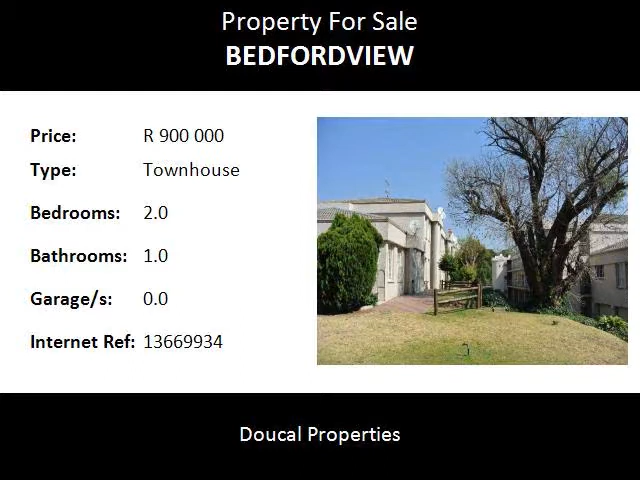 Property For Sale
BEDFORDVIEW
Price: R 900 000
Type: Townhouse
Bedrooms: 2.0
Bathrooms: 1.0
Garage/s: 0.0
Internet Ref: 13669934
Doucal Properties